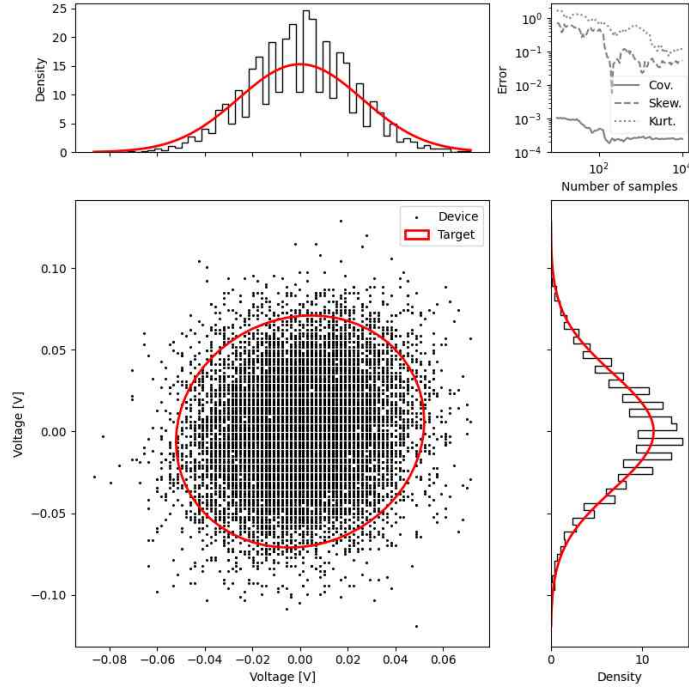 25
20
15
10
5
0
Density
10⁰
10⁻¹
10⁻²
10⁻³
10⁻⁴
Error
Cov.
Skew.
Kurt.
10²
10⁴
Number of samples
Device
Target
0.10
0.05
0.00
−0.05
−0.10
Voltage [V]
−0.08
−0.06
−0.04
−0.02
0.00
0.02
0.04
0.06
Voltage [V]
0
10
Density